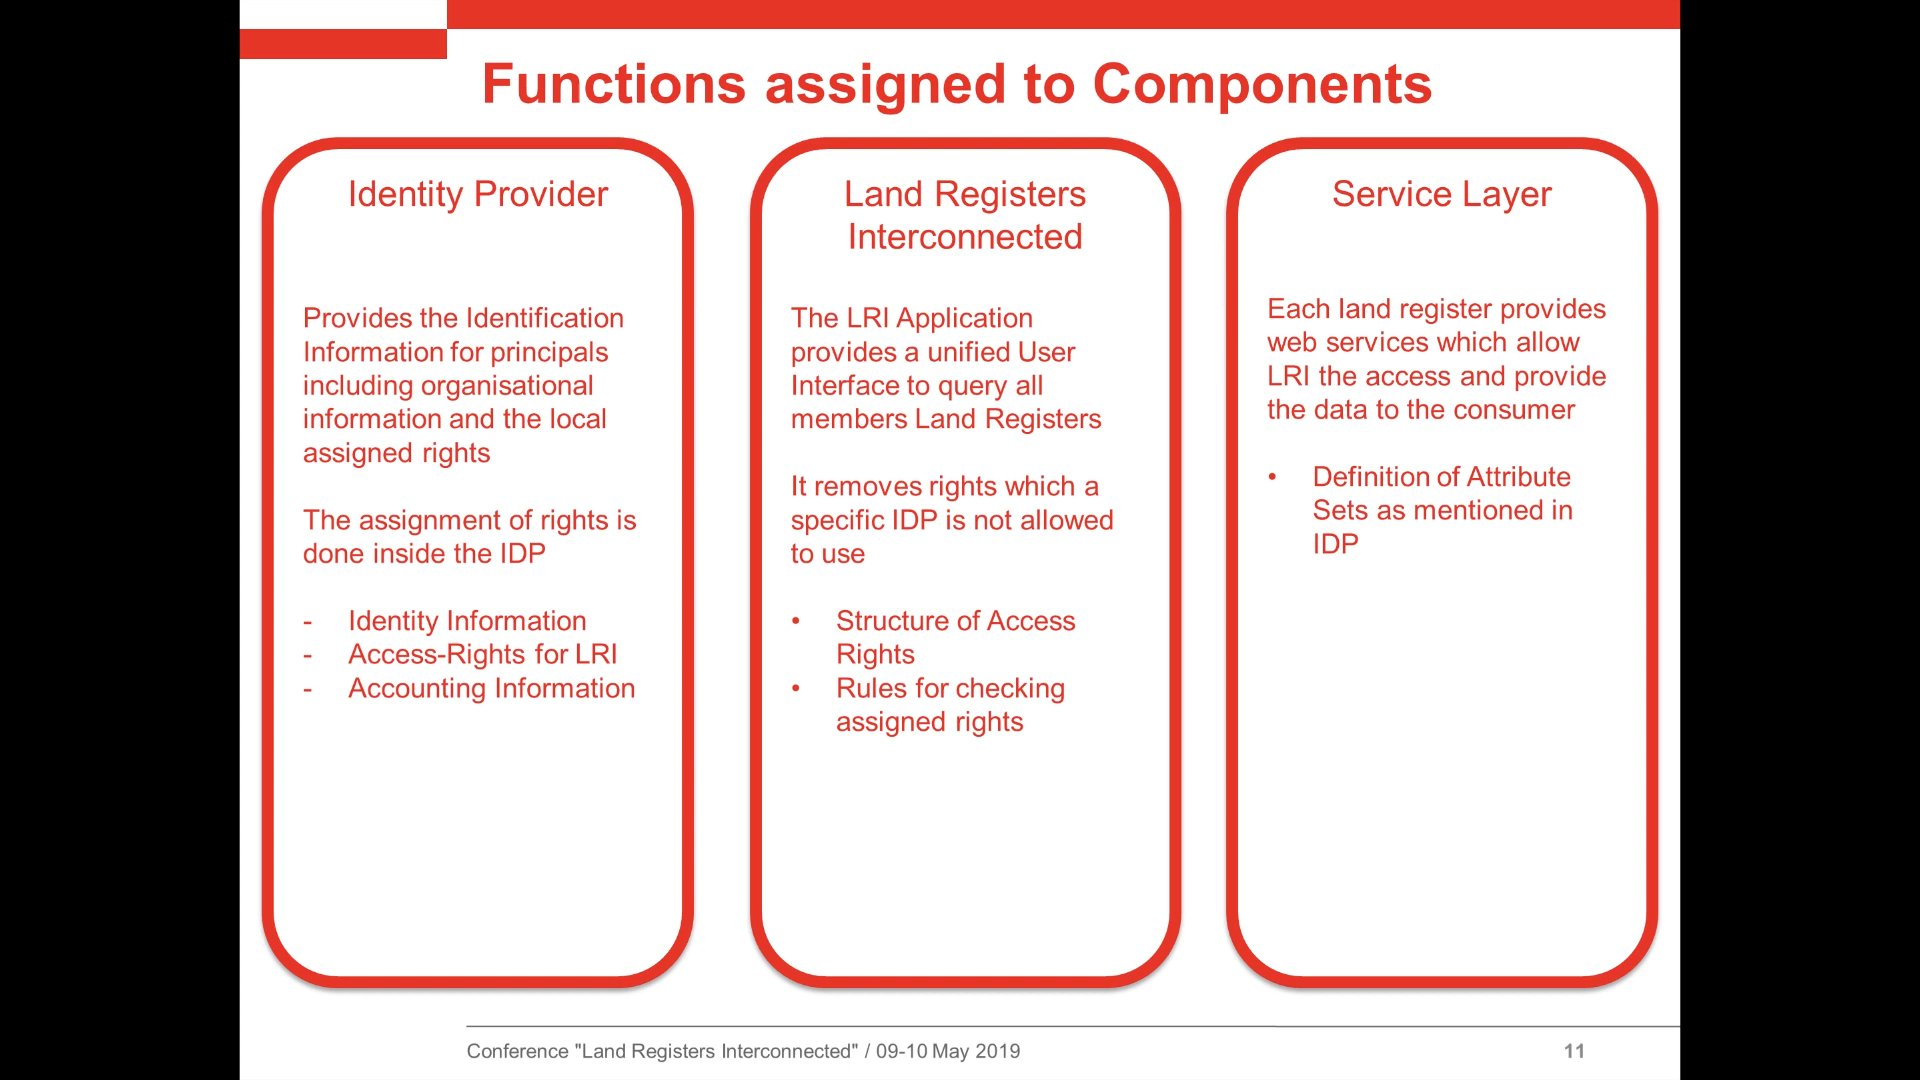 Functions assigned to Components
Identity Provider
Provides the Identification
Information for principals
including organisational
information and the local
assigned rights
The assignment of rights is
done inside the IDP
- Identity Information
- Access-Rights for LRI
- Accounting Information
Land Registers
Interconnected
The LRI Application
provides a unified User
Interface to query all
members Land Registers
It removes rights which a
specific IDP is not allowed
to use
• Structure of Access
Rights
• Rules for checking
assigned rights
Service Layer
Each land register provides
web services which allow
LRI the access and provide
the data to the consumer
• Definition of Attribute
Sets as mentioned in
IDP
Conference "Land Registers Interconnected" / 09-10 May 2019
11